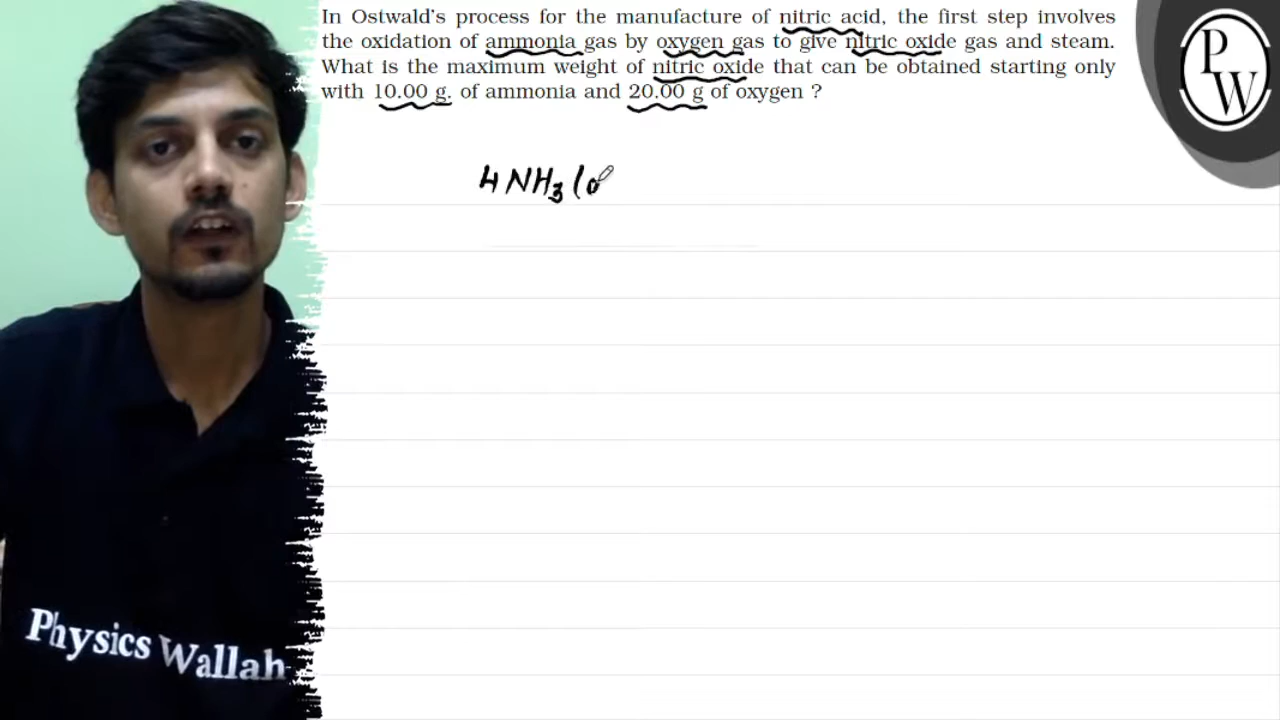 In Ostwald's process for the manufacture of nitric acid, the first step involves
the oxidation of ammonia gas by oxygen gas to give nitric oxide gas and steam.
What is the maximum weight of nitric oxide that can be obtained starting only
with 10.00 g. of ammonia and 20.00 g of oxygen ?
P
W
4NH3(
Physics Wallah